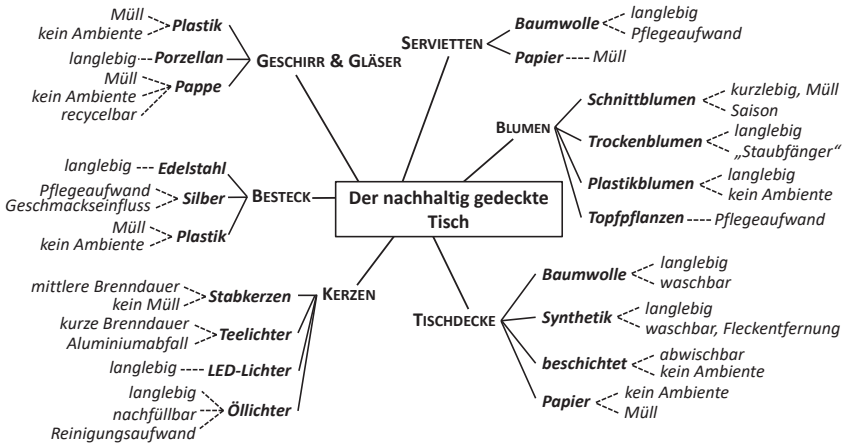 Der nachhaltig gedeckte
Tisch
GESCHIRR & GLÄSER
Plastik
Müll
kein Ambiente
Porzellan
langlebig
Pappe
Müll
kein Ambiente
recycelbar
SERVIETTEN
Baumwolle
langlebig
Pflegeaufwand
Papier
Müll
BLUMEN
Schnittblumen
kurzlebig, Müll
Saison
Trockenblumen
langlebig
„Staubfänger“
Plastikblumen
langlebig
kein Ambiente
Topfpflanzen
Pflegeaufwand
BESTECK
Edelstahl
langlebig
Silber
Pflegeaufwand
Geschmackseinfluss
Plastik
Müll
kein Ambiente
KERZEN
Stabkerzen
mittlere Brenndauer
kein Müll
Teelichter
kurze Brenndauer
Aluminiumabfall
LED-Lichter
langlebig
Öllichter
langlebig
nachfüllbar
Reinigungsaufwand
TISCHDECKE
Baumwolle
langlebig
waschbar
Synthetik
langlebig
waschbar, Fleckentfernung
beschichtet
abwischbar
kein Ambiente
Papier
kein Ambiente
Müll